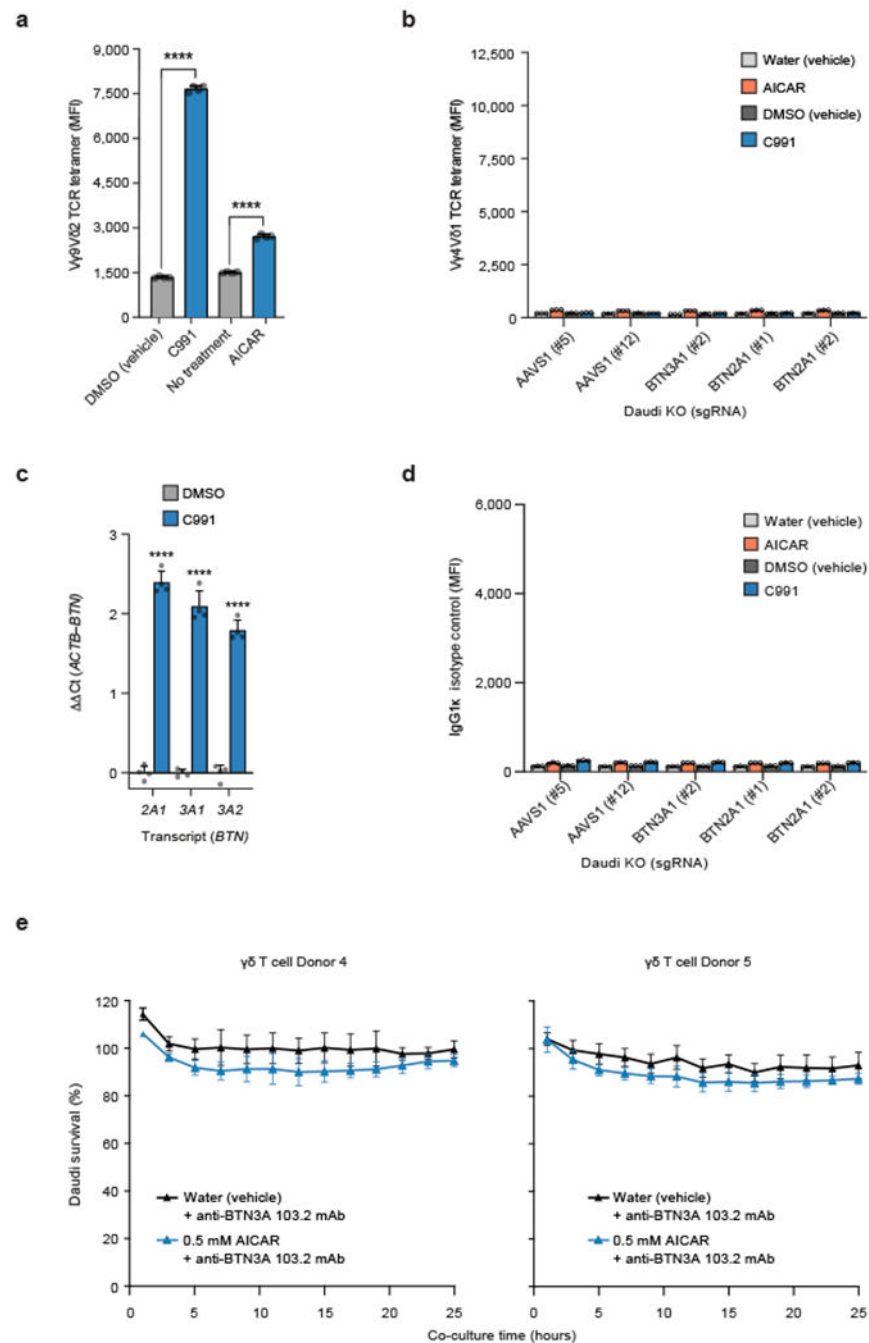 a
Vγ9Vδ2 TCR tetramer (MFI)
9,000
7,500
6,000
4,500
3,000
1,500
0
****
****
DMSO (vehicle)
C991
No treatment
AICAR
b
Vγ4Vδ1 TCR tetramer (MFI)
12,500
10,000
7,500
5,000
2,500
0
Water (vehicle)
AICAR
DMSO (vehicle)
C991
AAVS1 (#5)
AAVS1 (#12)
BTN3A1 (#2)
BTN2A1 (#1)
BTN2A1 (#2)
Daudi KO (sgRNA)
c
DMSO
C991
ΔΔCt (ACTB–BTN)
3
2
1
0
****
****
****
2A1
3A1
3A2
Transcript (BTN)
d
IgG1κ isotype control (MFI)
6,000
4,000
2,000
0
Water (vehicle)
AICAR
DMSO (vehicle)
C991
AAVS1 (#5)
AAVS1 (#12)
BTN3A1 (#2)
BTN2A1 (#1)
BTN2A1 (#2)
Daudi KO (sgRNA)
e
γδ T cell Donor 4
γδ T cell Donor 5
Daudi survival (%)
120
100
80
60
40
20
0
Water (vehicle)
+ anti-BTN3A 103.2 mAb
0.5 mM AICAR
+ anti-BTN3A 103.2 mAb
0 5 10 15 20 25
Water (vehicle)
+ anti-BTN3A 103.2 mAb
0.5 mM AICAR
+ anti-BTN3A 103.2 mAb
0 5 10 15 20 25
Co-culture time (hours)